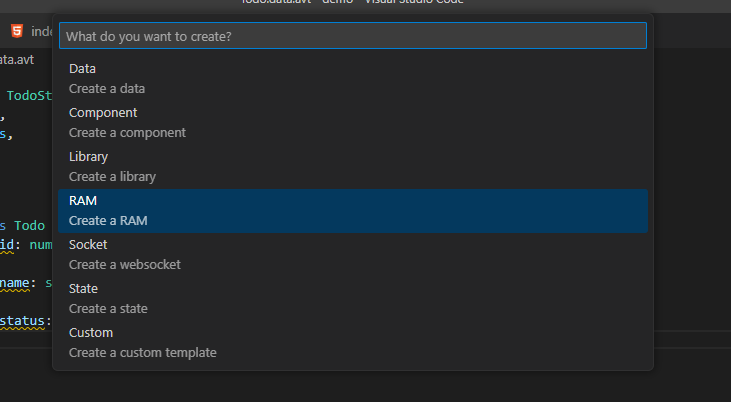 Todo.data.avt - demo - Visual Studio Code
What do you want to create?
inde
ata.avt
Data
Create a data
TodoSt
,
Component
s,
Create a component
Library
Create a library
RAM
s Todo
Create a RAM
id: num
Socket
Create a websocket
name: s
State
Create a state
status:
Custom
Create a custom template